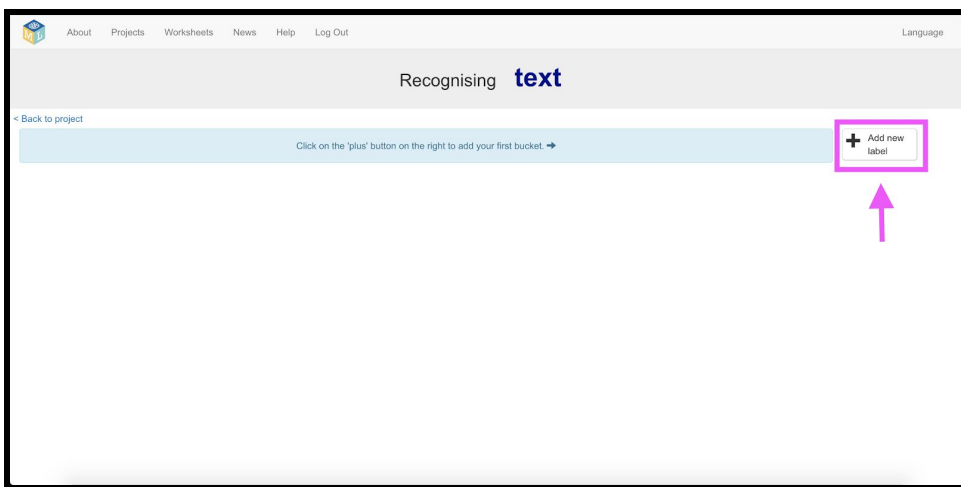 About Projects Worksheets News Help Log Out Language
Recognising text
< Back to project
Click on the 'plus' button on the right to add your first bucket. ➜
+ Add new
label